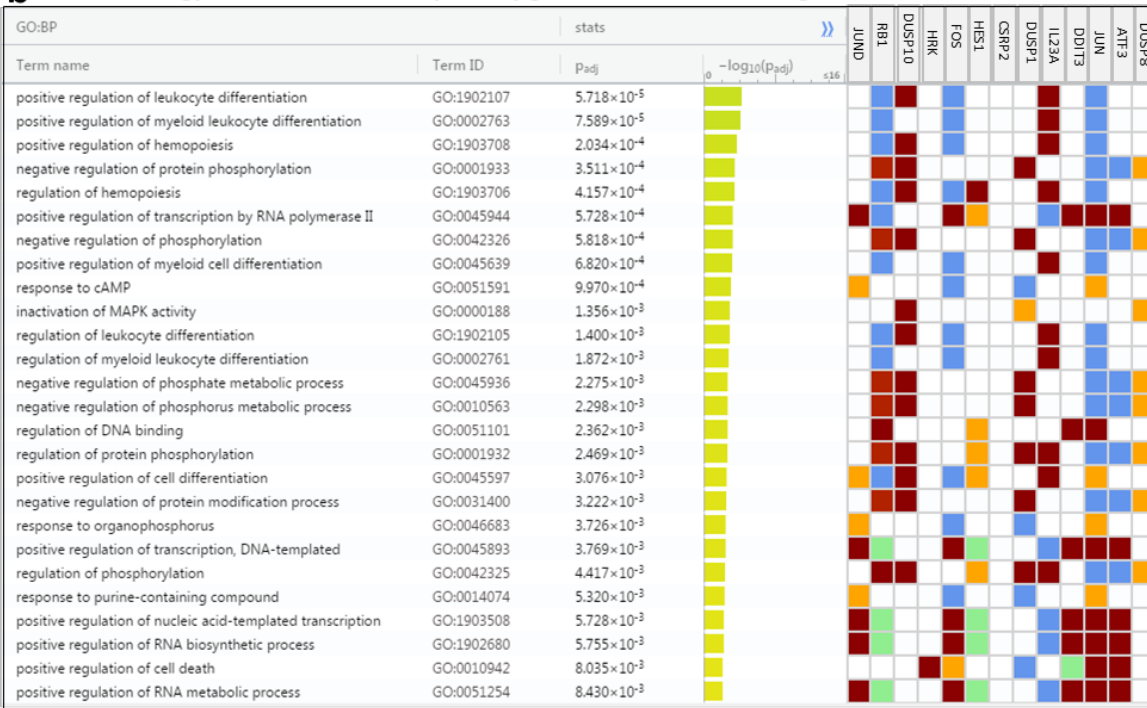 GO:BP stats »
JUND RB1 DUSP10 HRK FOS HES1 CSRP2 DUSP1 IL23A DDIT3 JUN ATF3 DUSP8
Term name Term ID padj 0 −log10(padj) ≤16
positive regulation of leukocyte differentiation GO:1902107 5.718×10-5
positive regulation of myeloid leukocyte differentiation GO:0002763 7.589×10-5
positive regulation of hemopoiesis GO:1903708 2.034×10-4
negative regulation of protein phosphorylation GO:0001933 3.511×10-4
regulation of hemopoiesis GO:1903706 4.157×10-4
positive regulation of transcription by RNA polymerase II GO:0045944 5.728×10-4
negative regulation of phosphorylation GO:0042326 5.818×10-4
positive regulation of myeloid cell differentiation GO:0045639 6.820×10-4
response to cAMP GO:0051591 9.970×10-4
inactivation of MAPK activity GO:0000188 1.356×10-3
regulation of leukocyte differentiation GO:1902105 1.400×10-3
regulation of myeloid leukocyte differentiation GO:0002761 1.872×10-3
negative regulation of phosphate metabolic process GO:0045936 2.275×10-3
negative regulation of phosphorus metabolic process GO:0010563 2.298×10-3
regulation of DNA binding GO:0051101 2.362×10-3
regulation of protein phosphorylation GO:0001932 2.469×10-3
positive regulation of cell differentiation GO:0045597 3.076×10-3
negative regulation of protein modification process GO:0031400 3.222×10-3
response to organophosphorus GO:0046683 3.726×10-3
positive regulation of transcription, DNA-templated GO:0045893 3.769×10-3
regulation of phosphorylation GO:0042325 4.417×10-3
response to purine-containing compound GO:0014074 5.320×10-3
positive regulation of nucleic acid-templated transcription GO:1903508 5.728×10-3
positive regulation of RNA biosynthetic process GO:1902680 5.755×10-3
positive regulation of cell death GO:0010942 8.035×10-3
positive regulation of RNA metabolic process GO:0051254 8.430×10-3